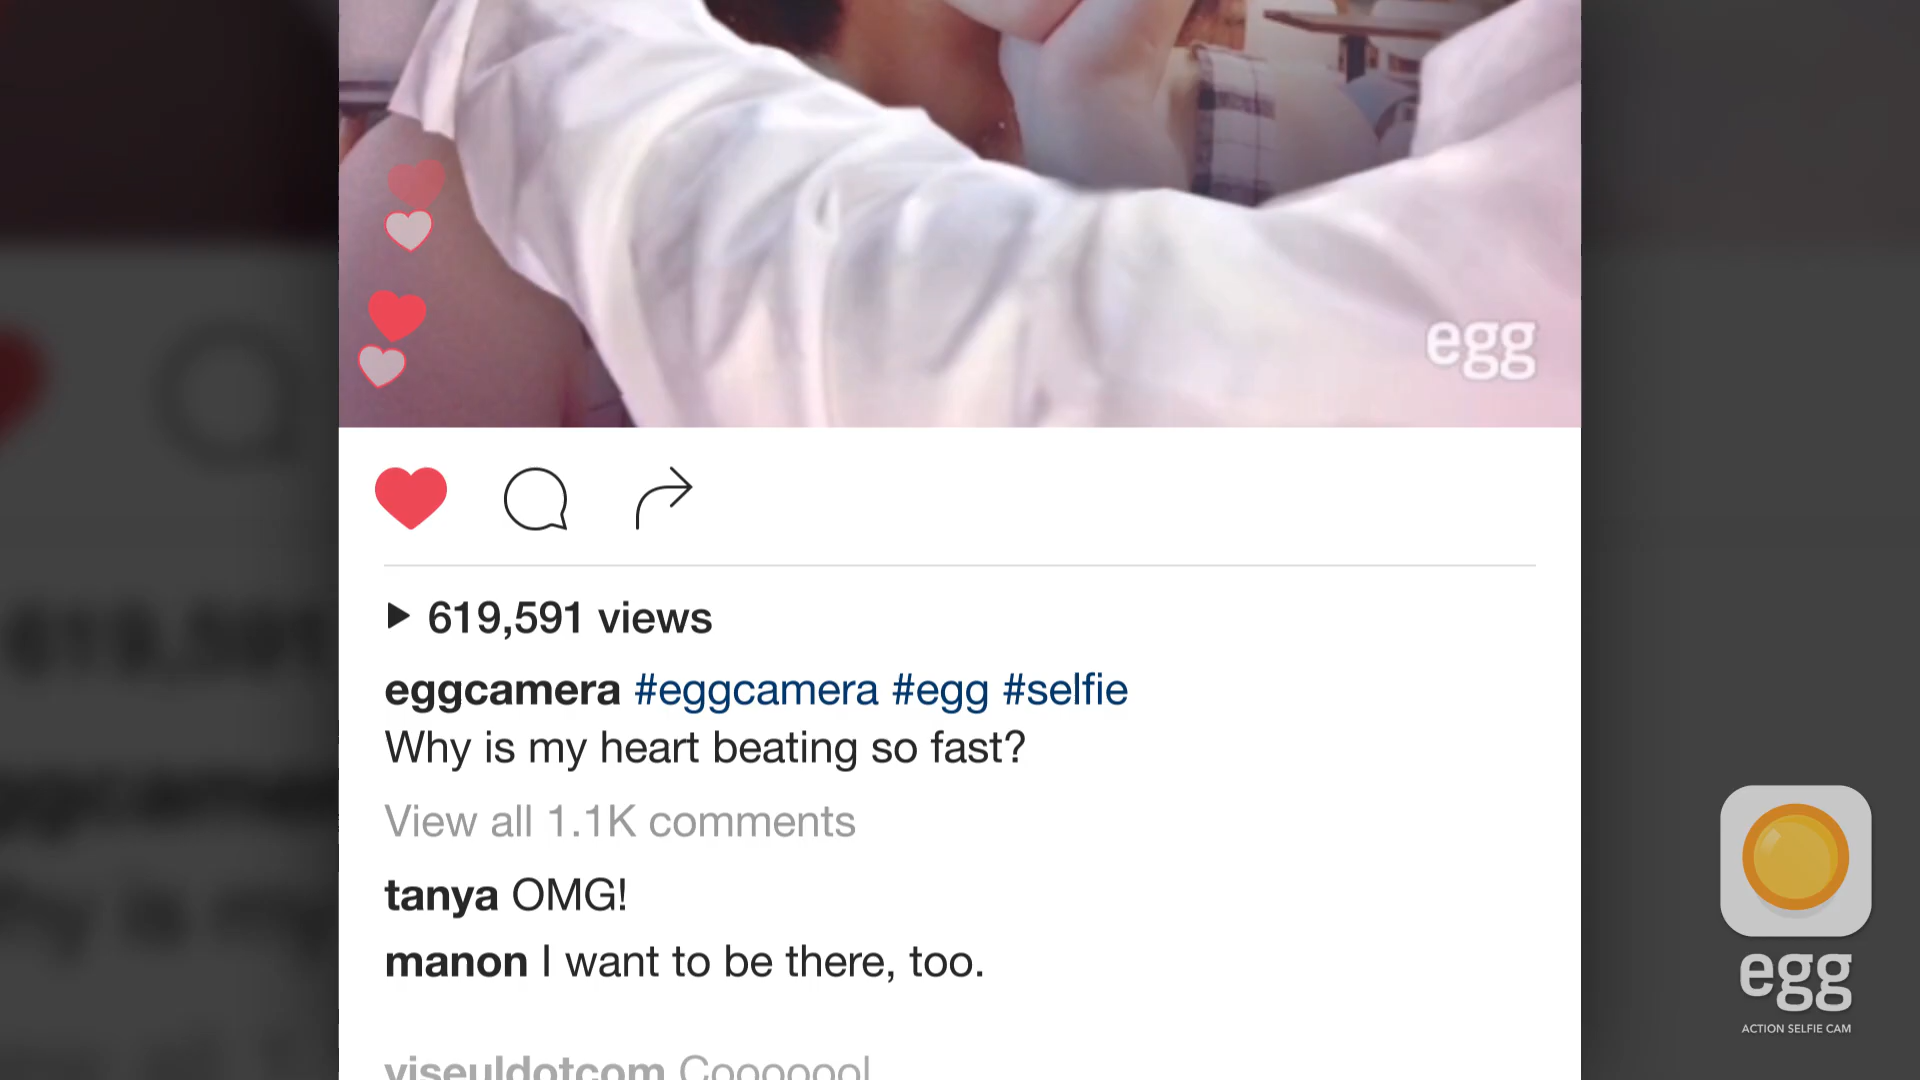 egg
619,591 views
eggcamera #eggcamera #egg #selfie
Why is my heart beating so fast?
View all 1.1K comments
tanya OMG!
manon I want to be there, too.
viseuldotcom Cooooool
egg
ACTION SELFIE CAM